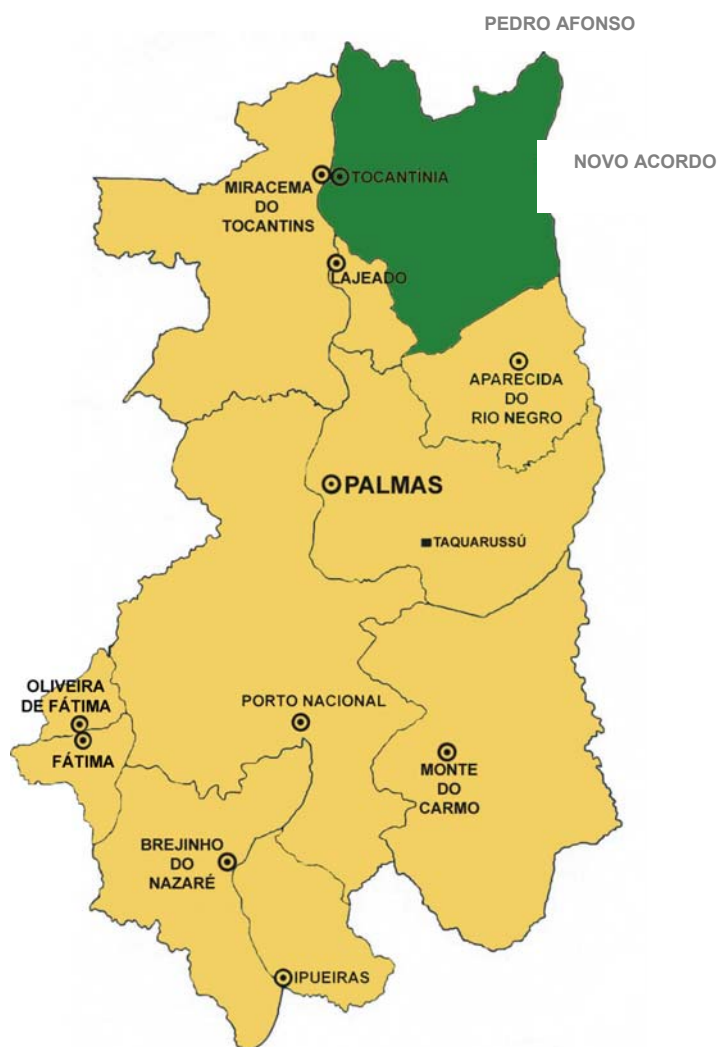 PEDRO AFONSO
NOVO ACORDO
TOCANTÍNIA
MIRACEMA
DO
TOCANTINS
LAJEADO
APARECIDA
DO
RIO NEGRO
PALMAS
TAQUARUSSÚ
OLIVEIRA
DE FÁTIMA
PORTO NACIONAL
FÁTIMA
MONTE
DO
CARMO
BREJINHO
DO
NAZARÉ
IPUEIRAS